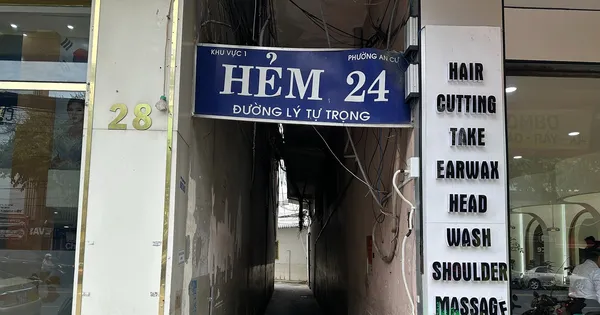 KHU VỰC 1
PHƯỜNG AN CƯ
HẺM 24
ĐƯỜNG LÝ TỰ TRỌNG
28
HAIR
CUTTING
TAKE
EARWAX
HEAD
WASH
SHOULDER
MASSAGE